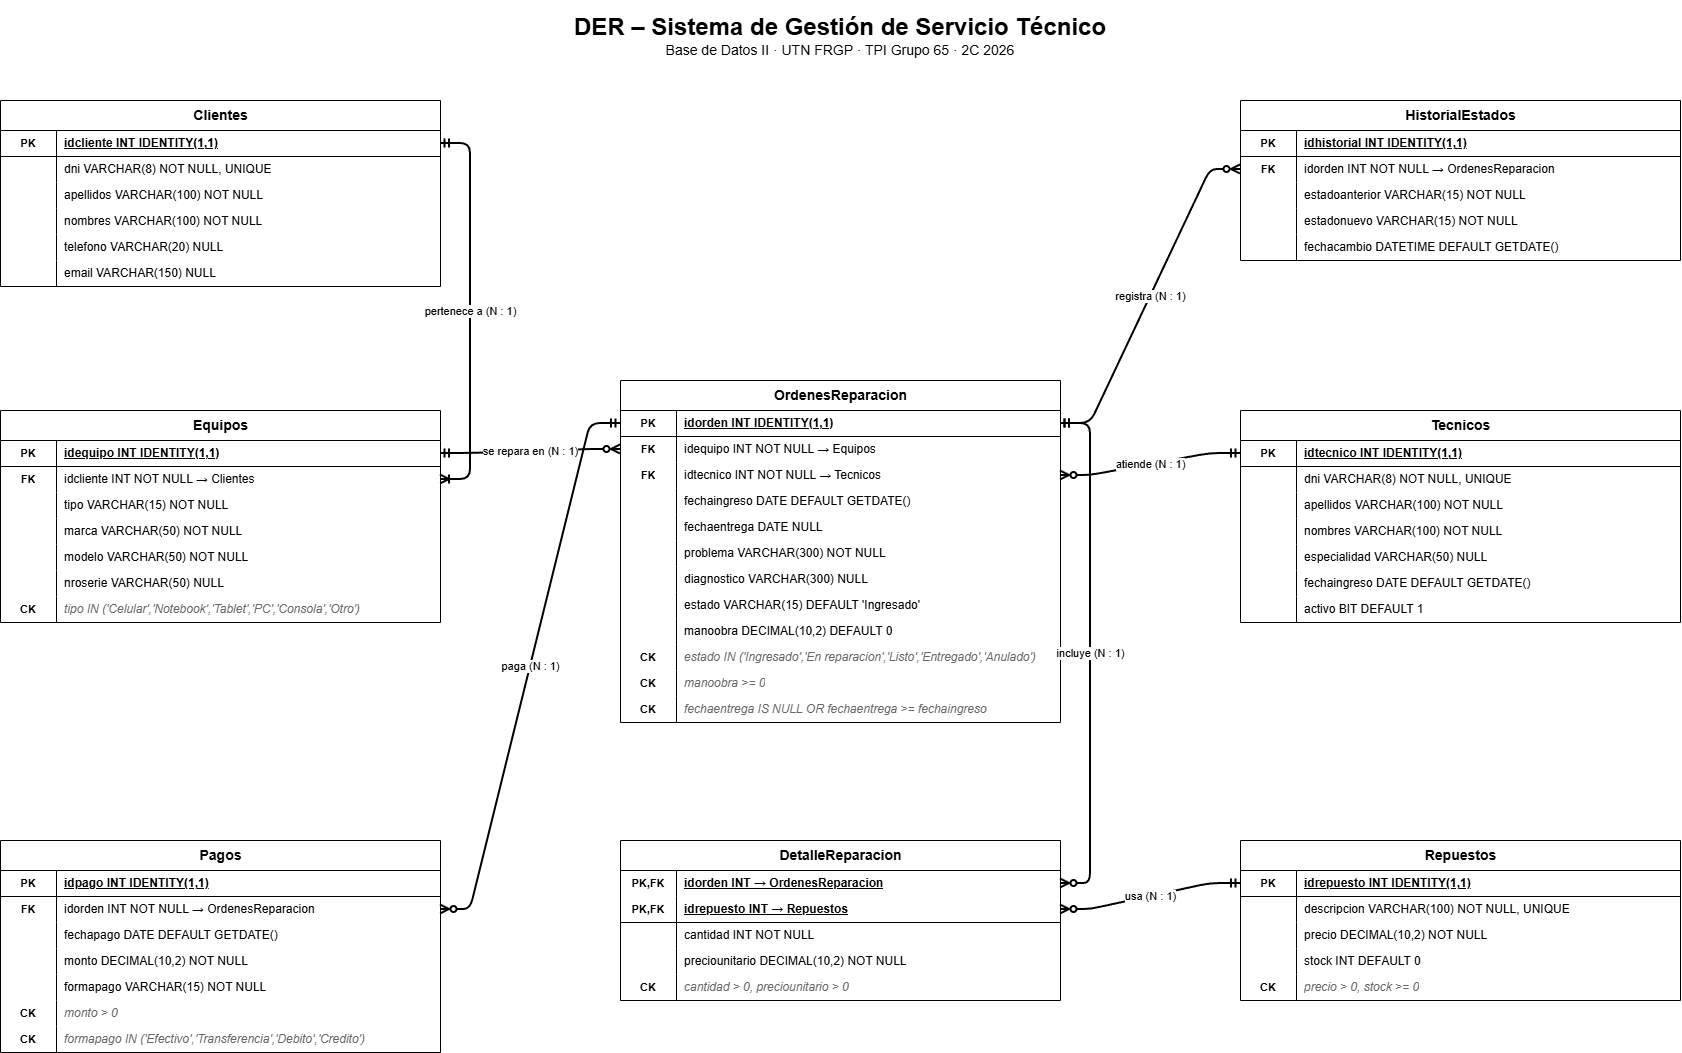 DER – Sistema de Gestión de Servicio Técnico
Base de Datos II · UTN FRGP · TPI Grupo 65 · 2C 2026
Clientes
PK idcliente INT IDENTITY(1,1)
dni VARCHAR(8) NOT NULL, UNIQUE
apellidos VARCHAR(100) NOT NULL
nombres VARCHAR(100) NOT NULL
telefono VARCHAR(20) NULL
email VARCHAR(150) NULL
HistorialEstados
PK idhistorial INT IDENTITY(1,1)
FK idorden INT NOT NULL → OrdenesReparacion
estadoanterior VARCHAR(15) NOT NULL
estadonuevo VARCHAR(15) NOT NULL
fechacambio DATETIME DEFAULT GETDATE()
pertenece a (N : 1)
registra (N : 1)
Equipos
PK idequipo INT IDENTITY(1,1)
FK idcliente INT NOT NULL → Clientes
tipo VARCHAR(15) NOT NULL
marca VARCHAR(50) NOT NULL
modelo VARCHAR(50) NOT NULL
nroserie VARCHAR(50) NULL
CK tipo IN ('Celular','Notebook','Tablet','PC','Consola','Otro')
se repara en (N : 1)
OrdenesReparacion
PK idorden INT IDENTITY(1,1)
FK idequipo INT NOT NULL → Equipos
FK idtecnico INT NOT NULL → Tecnicos
fechaingreso DATE DEFAULT GETDATE()
fechaentrega DATE NULL
problema VARCHAR(300) NOT NULL
diagnostico VARCHAR(300) NULL
estado VARCHAR(15) DEFAULT 'Ingresado'
manoobra DECIMAL(10,2) DEFAULT 0
CK estado IN ('Ingresado','En reparacion','Listo','Entregado','Anulado')
CK manoobra >= 0
CK fechaentrega IS NULL OR fechaentrega >= fechaingreso
atiende (N : 1)
Tecnicos
PK idtecnico INT IDENTITY(1,1)
dni VARCHAR(8) NOT NULL, UNIQUE
apellidos VARCHAR(100) NOT NULL
nombres VARCHAR(100) NOT NULL
especialidad VARCHAR(50) NULL
fechaingreso DATE DEFAULT GETDATE()
activo BIT DEFAULT 1
paga (N : 1)
incluye (N : 1)
Pagos
PK idpago INT IDENTITY(1,1)
FK idorden INT NOT NULL → OrdenesReparacion
fechapago DATE DEFAULT GETDATE()
monto DECIMAL(10,2) NOT NULL
formapago VARCHAR(15) NOT NULL
CK monto > 0
CK formapago IN ('Efectivo','Transferencia','Debito','Credito')
DetalleReparacion
PK,FK idorden INT → OrdenesReparacion
PK,FK idrepuesto INT → Repuestos
cantidad INT NOT NULL
preciounitario DECIMAL(10,2) NOT NULL
CK cantidad > 0, preciounitario > 0
usa (N : 1)
Repuestos
PK idrepuesto INT IDENTITY(1,1)
descripcion VARCHAR(100) NOT NULL, UNIQUE
precio DECIMAL(10,2) NOT NULL
stock INT DEFAULT 0
CK precio > 0, stock >= 0